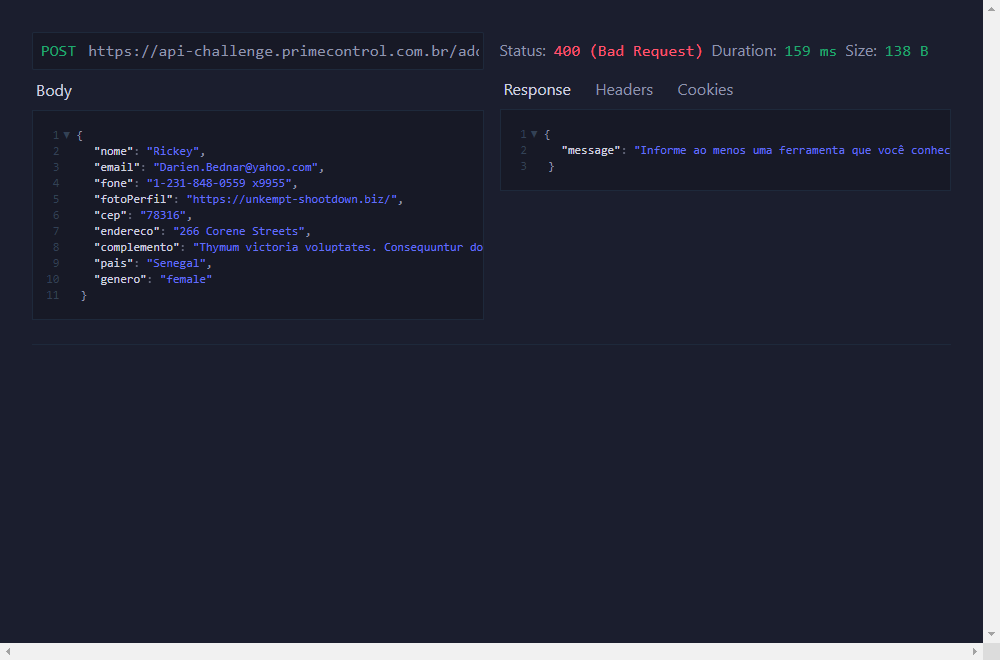 POST https://api-challenge.primecontrol.com.br/add
Status: 400 (Bad Request) Duration: 159 ms Size: 138 B
Body
1 {
2 "nome": "Rickey",
3 "email": "Darien.Bednar@yahoo.com",
4 "fone": "1-231-848-0559 x9955",
5 "fotoPerfil": "https://unkempt-shootdown.biz/",
6 "cep": "78316",
7 "endereco": "266 Corene Streets",
8 "complemento": "Thymum victoria voluptates. Consequuntur do
9 "pais": "Senegal",
10 "genero": "female"
11 }
Response Headers Cookies
1 {
2 "message": "Informe ao menos uma ferramenta que você conhec
3 }